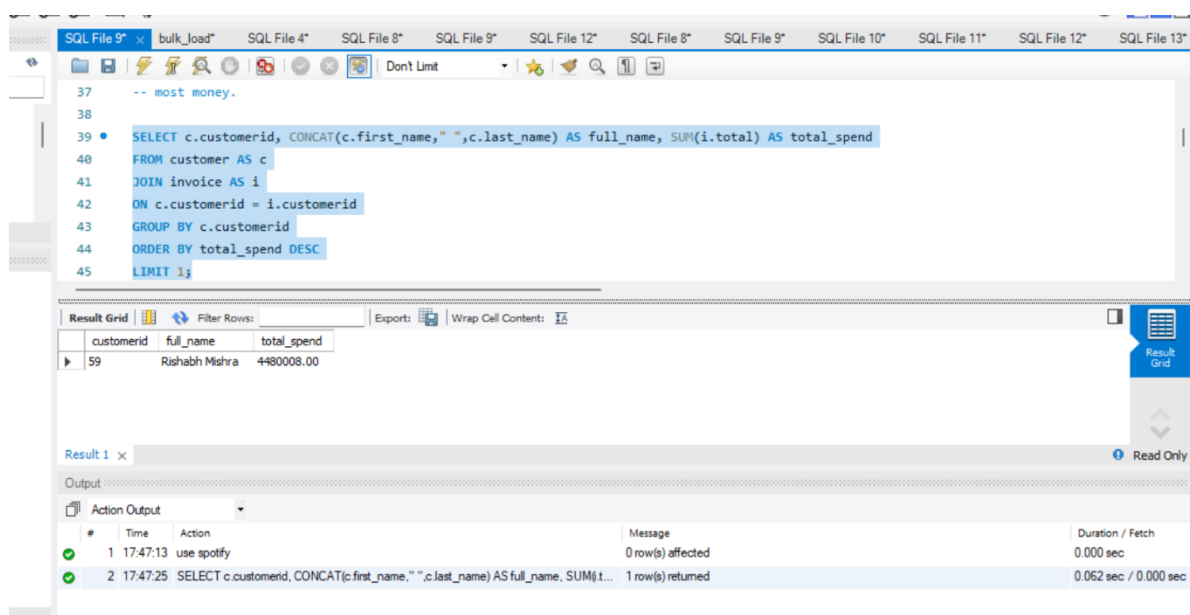 SQL File 9* × bulk_load* SQL File 4* SQL File 8* SQL File 9* SQL File 12* SQL File 8* SQL File 9* SQL File 10* SQL File 11* SQL File 12* SQL File 13*
Don't Limit
37 -- most money.
38
39 SELECT c.customerid, CONCAT(c.first_name," ",c.last_name) AS full_name, SUM(i.total) AS total_spend
40 FROM customer AS c
41 JOIN invoice AS i
42 ON c.customerid = i.customerid
43 GROUP BY c.customerid
44 ORDER BY total_spend DESC
45 LIMIT 1;
Result Grid Filter Rows: Export: Wrap Cell Content: IA
customerid full_name total_spend
59 Rishabh Mishra 4480008.00
Result Grid
Result 1 ×
Read Only
Output
Action Output
# Time Action Message Duration / Fetch
1 17:47:13 use spotify 0 row(s) affected 0.000 sec
2 17:47:25 SELECT c.customerid, CONCAT(c.first_name," ",c.last_name) AS full_name, SUM(i.t... 1 row(s) returned 0.062 sec / 0.000 sec